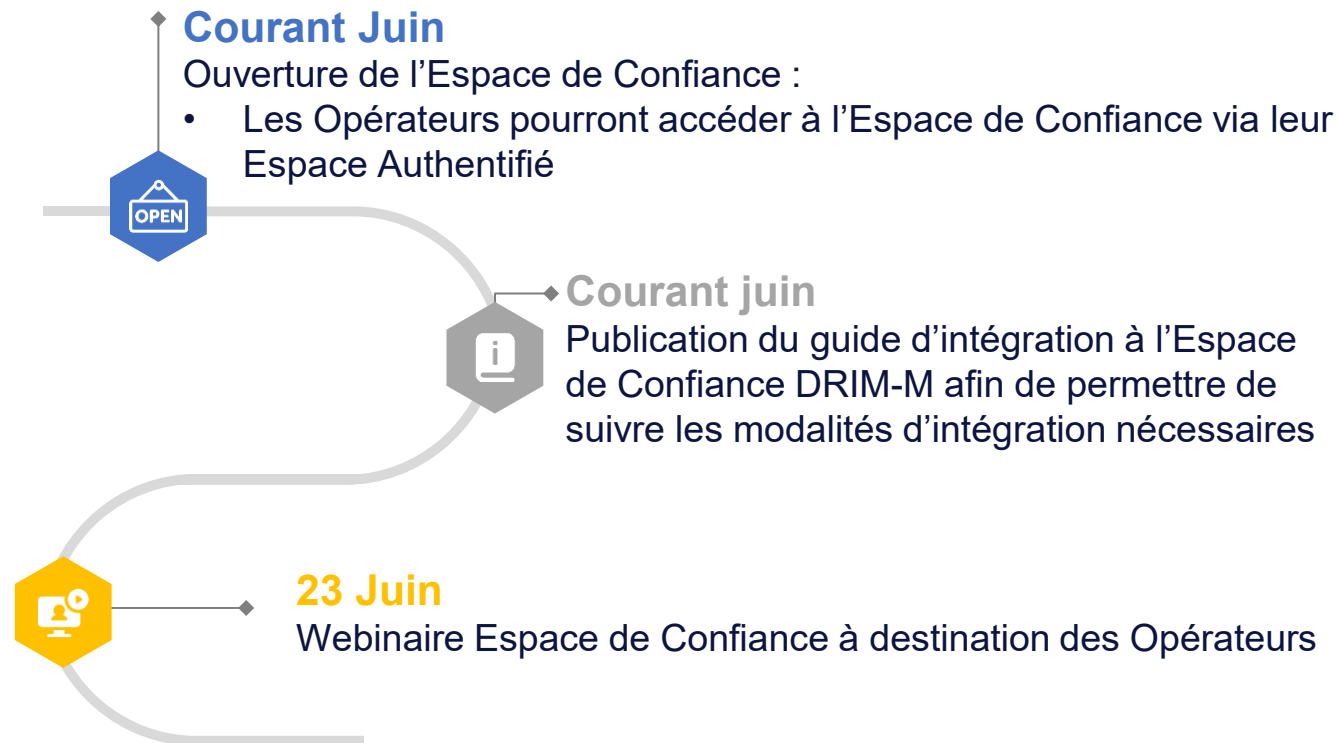 Courant Juin
Ouverture de l’Espace de Confiance :
• Les Opérateurs pourront accéder à l’Espace de Confiance via leur
Espace Authentifié
OPEN
Courant juin
i
Publication du guide d’intégration à l’Espace
de Confiance DRIM-M afin de permettre de
suivre les modalités d’intégration nécessaires
23 Juin
Webinaire Espace de Confiance à destination des Opérateurs